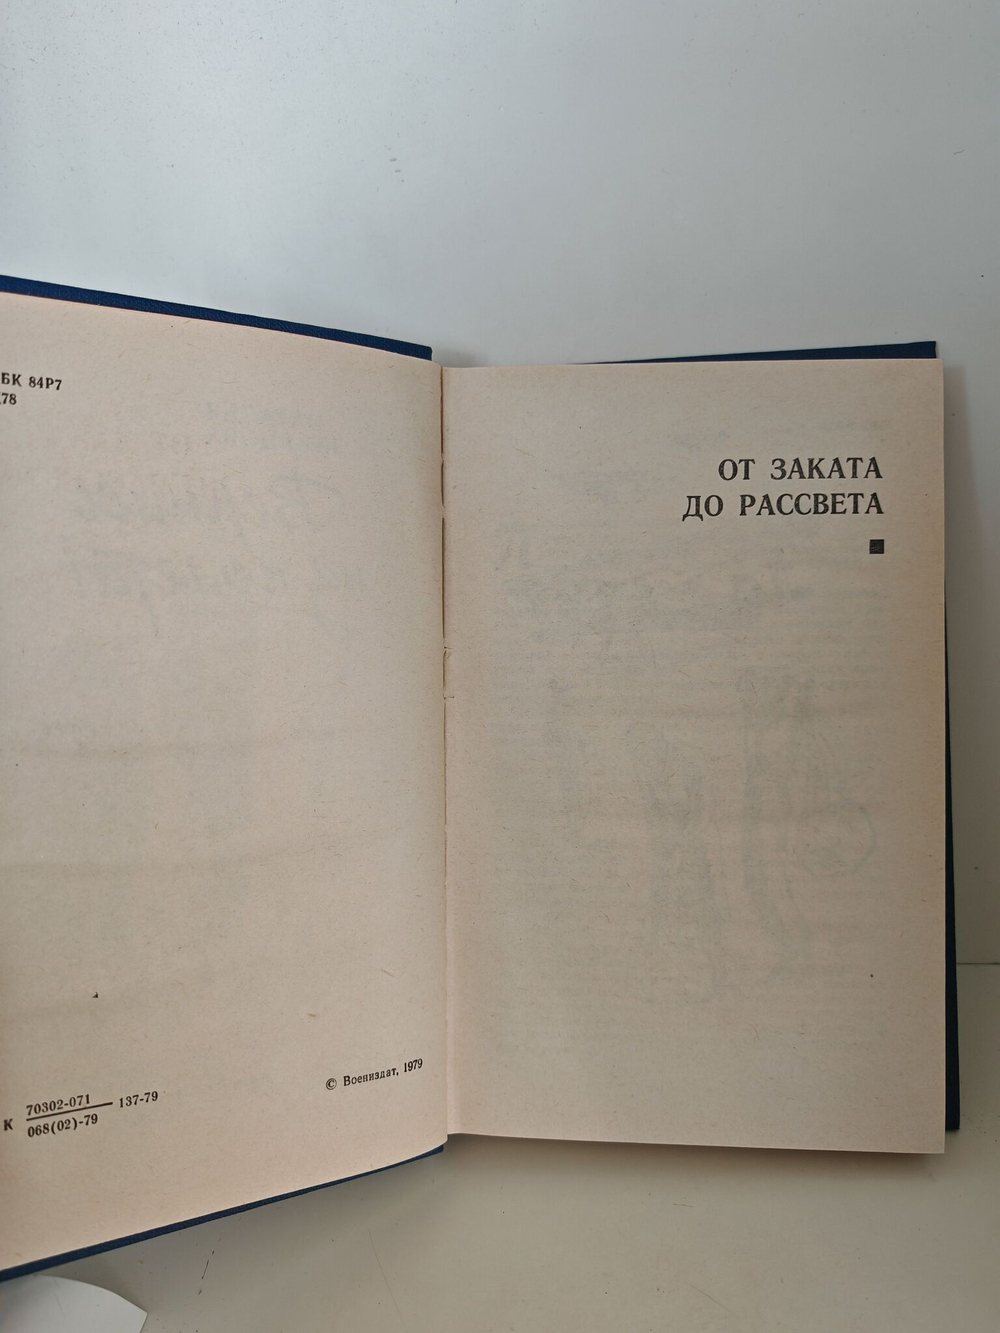 БК 84Р7
78
70302-071
К 137-79
068(02)-79
© Воениздат, 1979
ОТ ЗАКАТА
ДО РАССВЕТА